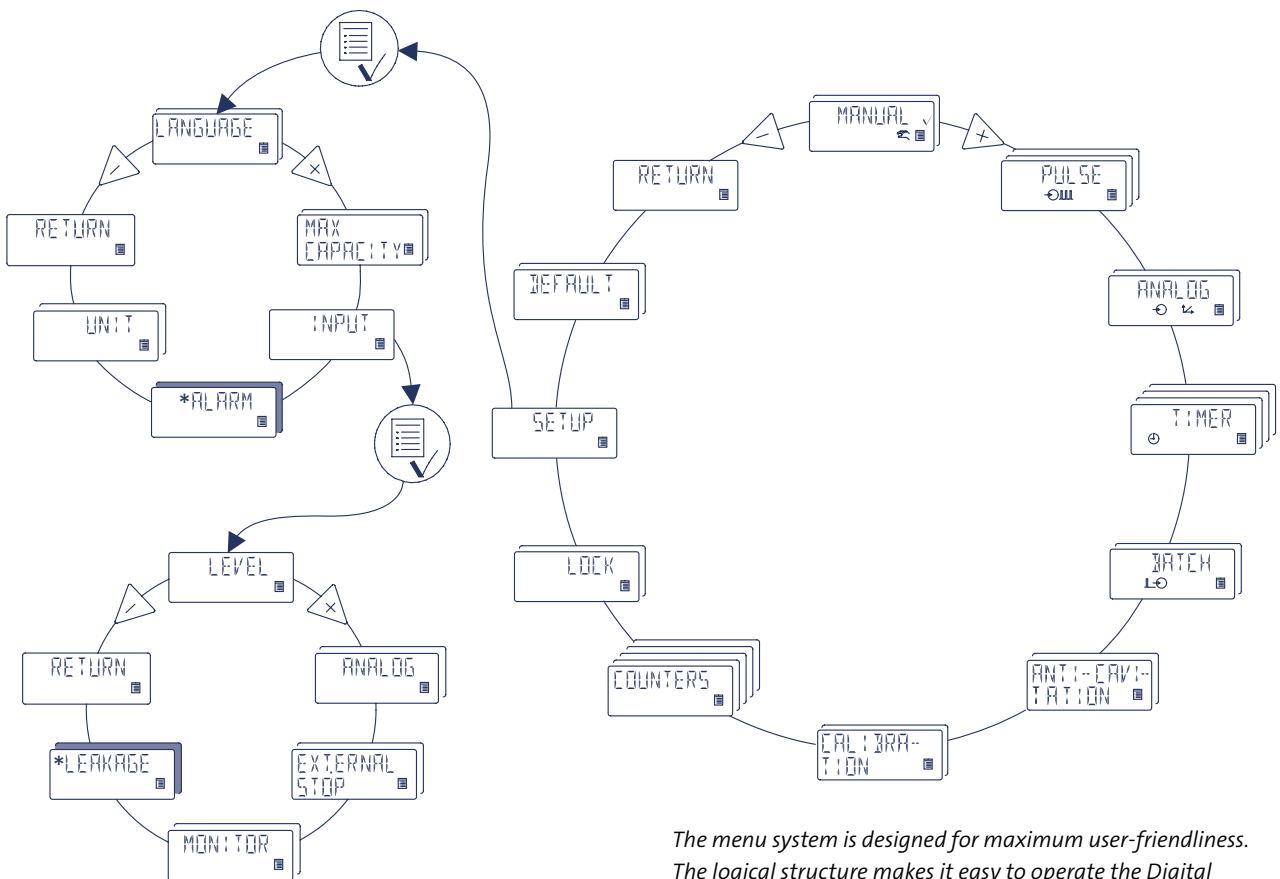 LANGUAGE
RETURN
MAX
CAPACITY
UNIT
INPUT
*ALARM
LEVEL
RETURN
ANALOG
*LEAKAGE
EXTERNAL
STOP
MONITOR
MANUAL
RETURN
PULSE
DEFAULT
ANALOG
SETUP
TIMER
LOCK
BATCH
COUNTERS
ANTI-CAVI-
TATION
CALIBRA-
TION
The menu system is designed for maximum user-friendliness.
The logical structure makes it easy to operate the Digital